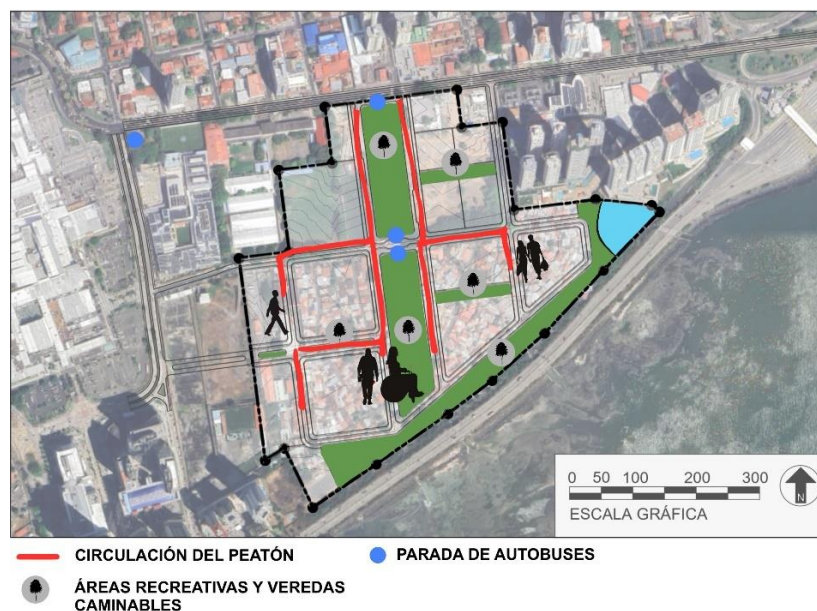 0 50 100 200 300
ESCALA GRÁFICA
N
CIRCULACIÓN DEL PEATÓN
PARADA DE AUTOBUSES
ÁREAS RECREATIVAS Y VEREDAS
CAMINABLES